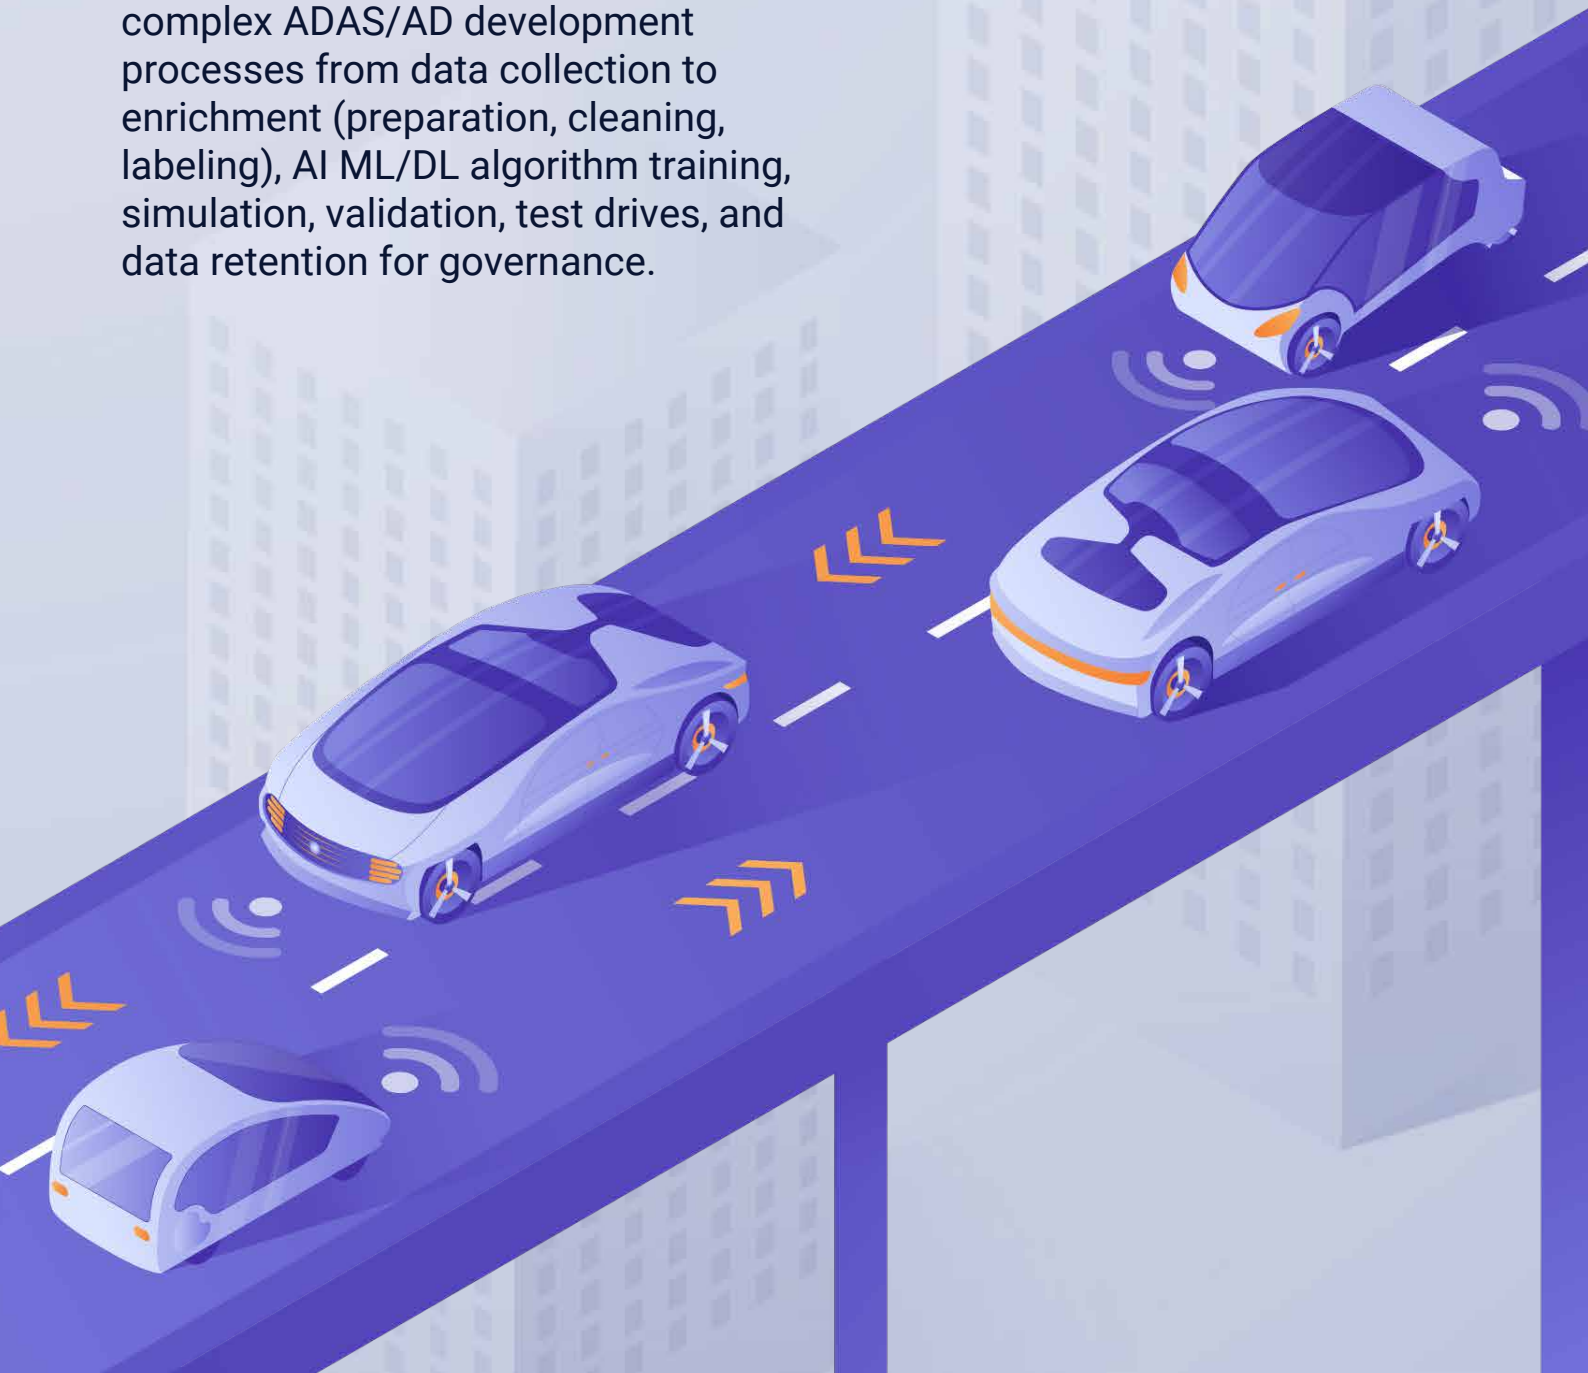 complex ADAS/AD development
processes from data collection to
enrichment (preparation, cleaning,
labeling), AI ML/DL algorithm training,
simulation, validation, test drives, and
data retention for governance.